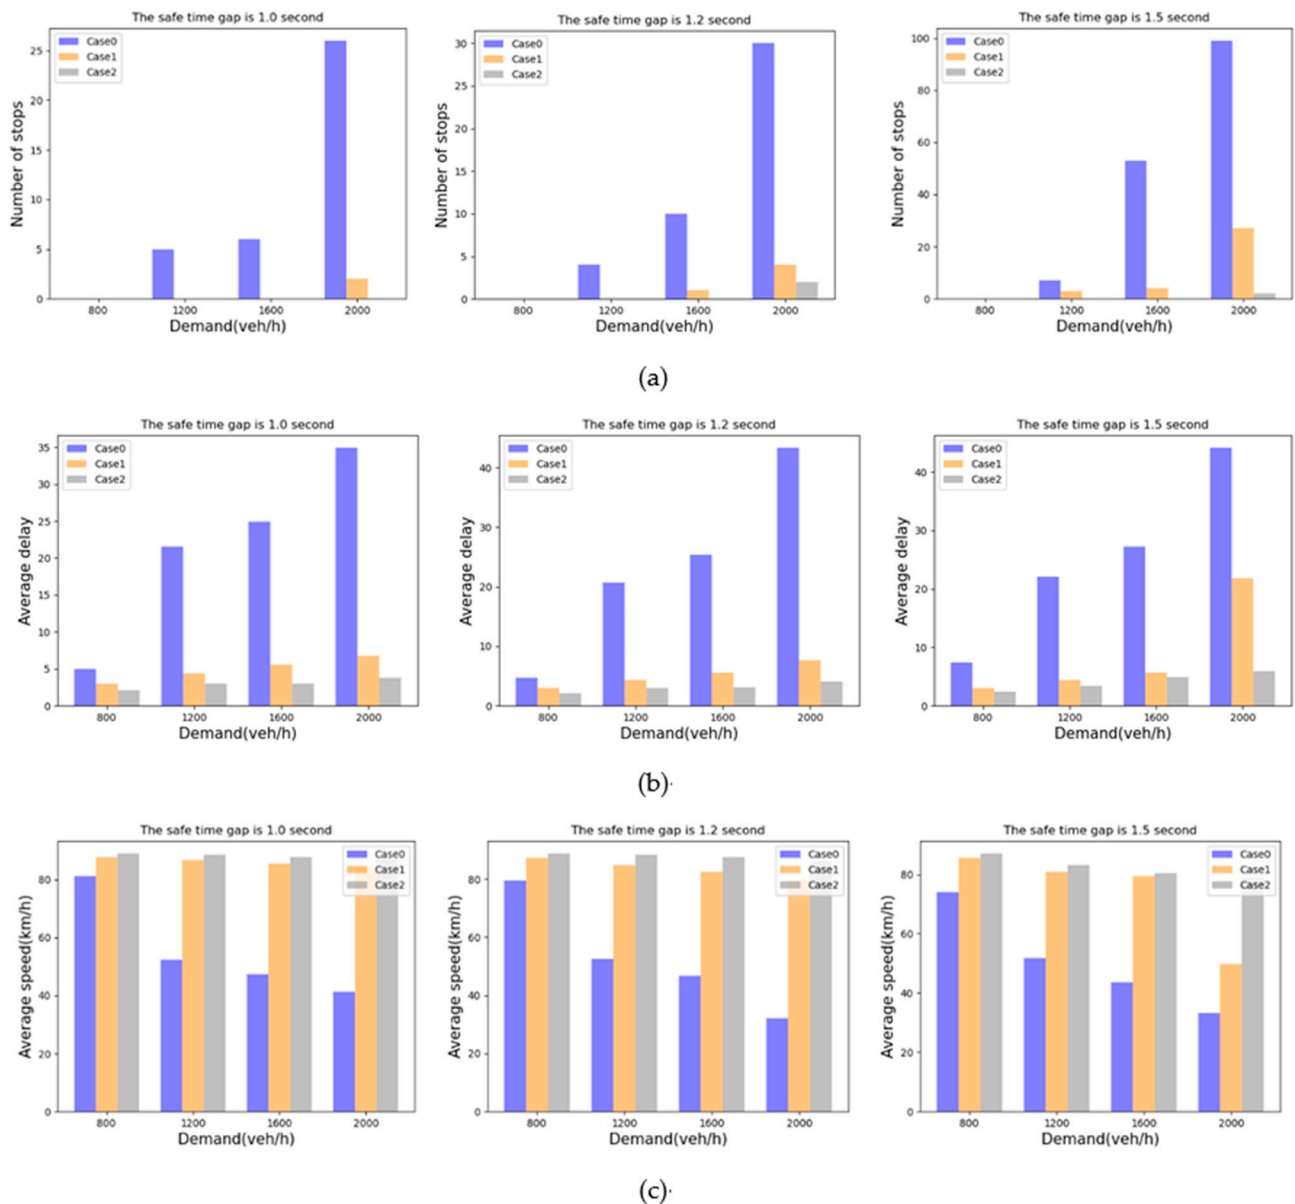 The safe time gap is 1.0 second
Case0
Case1
Case2
Number of stops
25
20
15
10
5
0
800 1200 1600 2000
Demand(veh/h)
The safe time gap is 1.2 second
Case0
Case1
Case2
Number of stops
30
25
20
15
10
5
0
800 1200 1600 2000
Demand(veh/h)
The safe time gap is 1.5 second
Case0
Case1
Case2
Number of stops
100
80
60
40
20
0
800 1200 1600 2000
Demand(veh/h)
(a)
The safe time gap is 1.0 second
Case0
Case1
Case2
Average delay
35
30
25
20
15
10
5
0
800 1200 1600 2000
Demand(veh/h)
The safe time gap is 1.2 second
Case0
Case1
Case2
Average delay
40
30
20
10
0
800 1200 1600 2000
Demand(veh/h)
The safe time gap is 1.5 second
Case0
Case1
Case2
Average delay
40
30
20
10
0
800 1200 1600 2000
Demand(veh/h)
(b)
The safe time gap is 1.0 second
Case0
Case1
Case2
Average speed(km/h)
80
60
40
20
0
800 1200 1600 2000
Demand(veh/h)
The safe time gap is 1.2 second
Case0
Case1
Case2
Average speed(km/h)
80
60
40
20
0
800 1200 1600 2000
Demand(veh/h)
The safe time gap is 1.5 second
Case0
Case1
Case2
Average speed(km/h)
80
60
40
20
0
800 1200 1600 2000
Demand(veh/h)
(c)